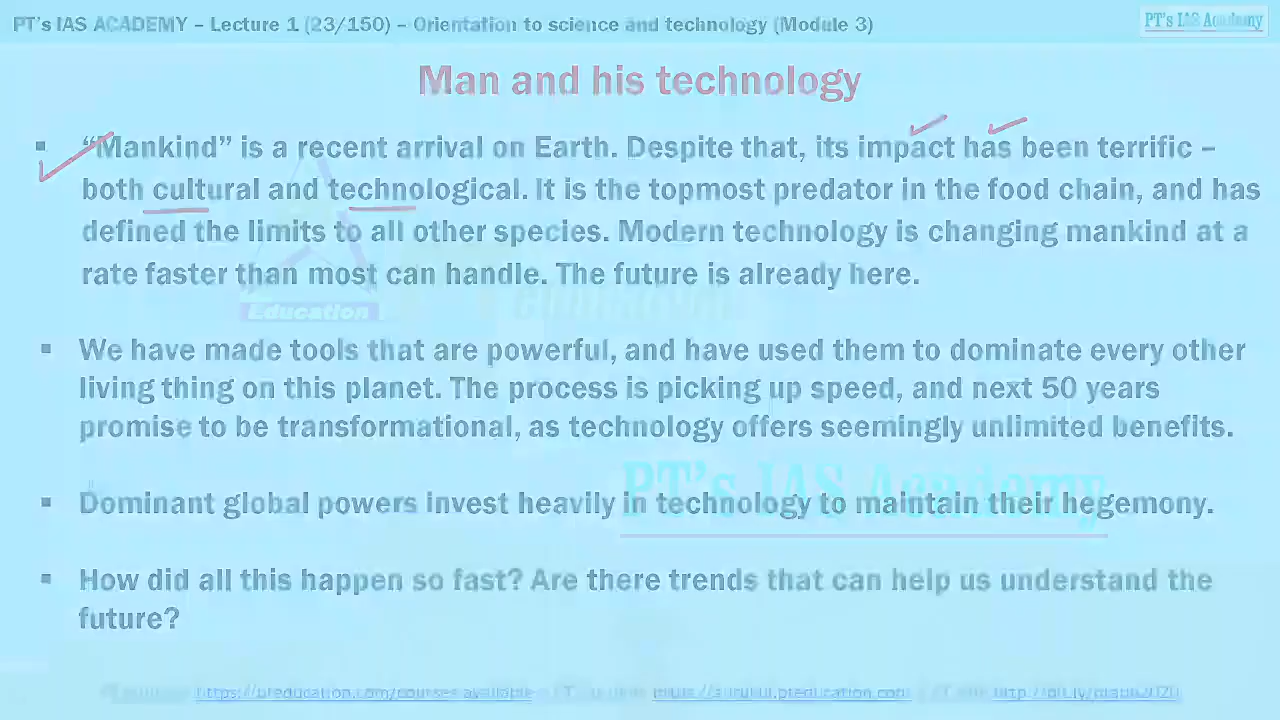 PT's IAS ACADEMY – Lecture 1 (23/150) – Orientation to science and technology (Module 3)
PT's IAS Academy
Man and his technology
▪ “Mankind” is a recent arrival on Earth. Despite that, its impact has been terrific –
both cultural and technological. It is the topmost predator in the food chain, and has
defined the limits to all other species. Modern technology is changing mankind at a
rate faster than most can handle. The future is already here.
Education
▪ We have made tools that are powerful, and have used them to dominate every other
living thing on this planet. The process is picking up speed, and next 50 years
promise to be transformational, as technology offers seemingly unlimited benefits.
PT's IAS Academy
▪ Dominant global powers invest heavily in technology to maintain their hegemony.
▪ How did all this happen so fast? Are there trends that can help us understand the
future?
https://pteducation.com/courses-available